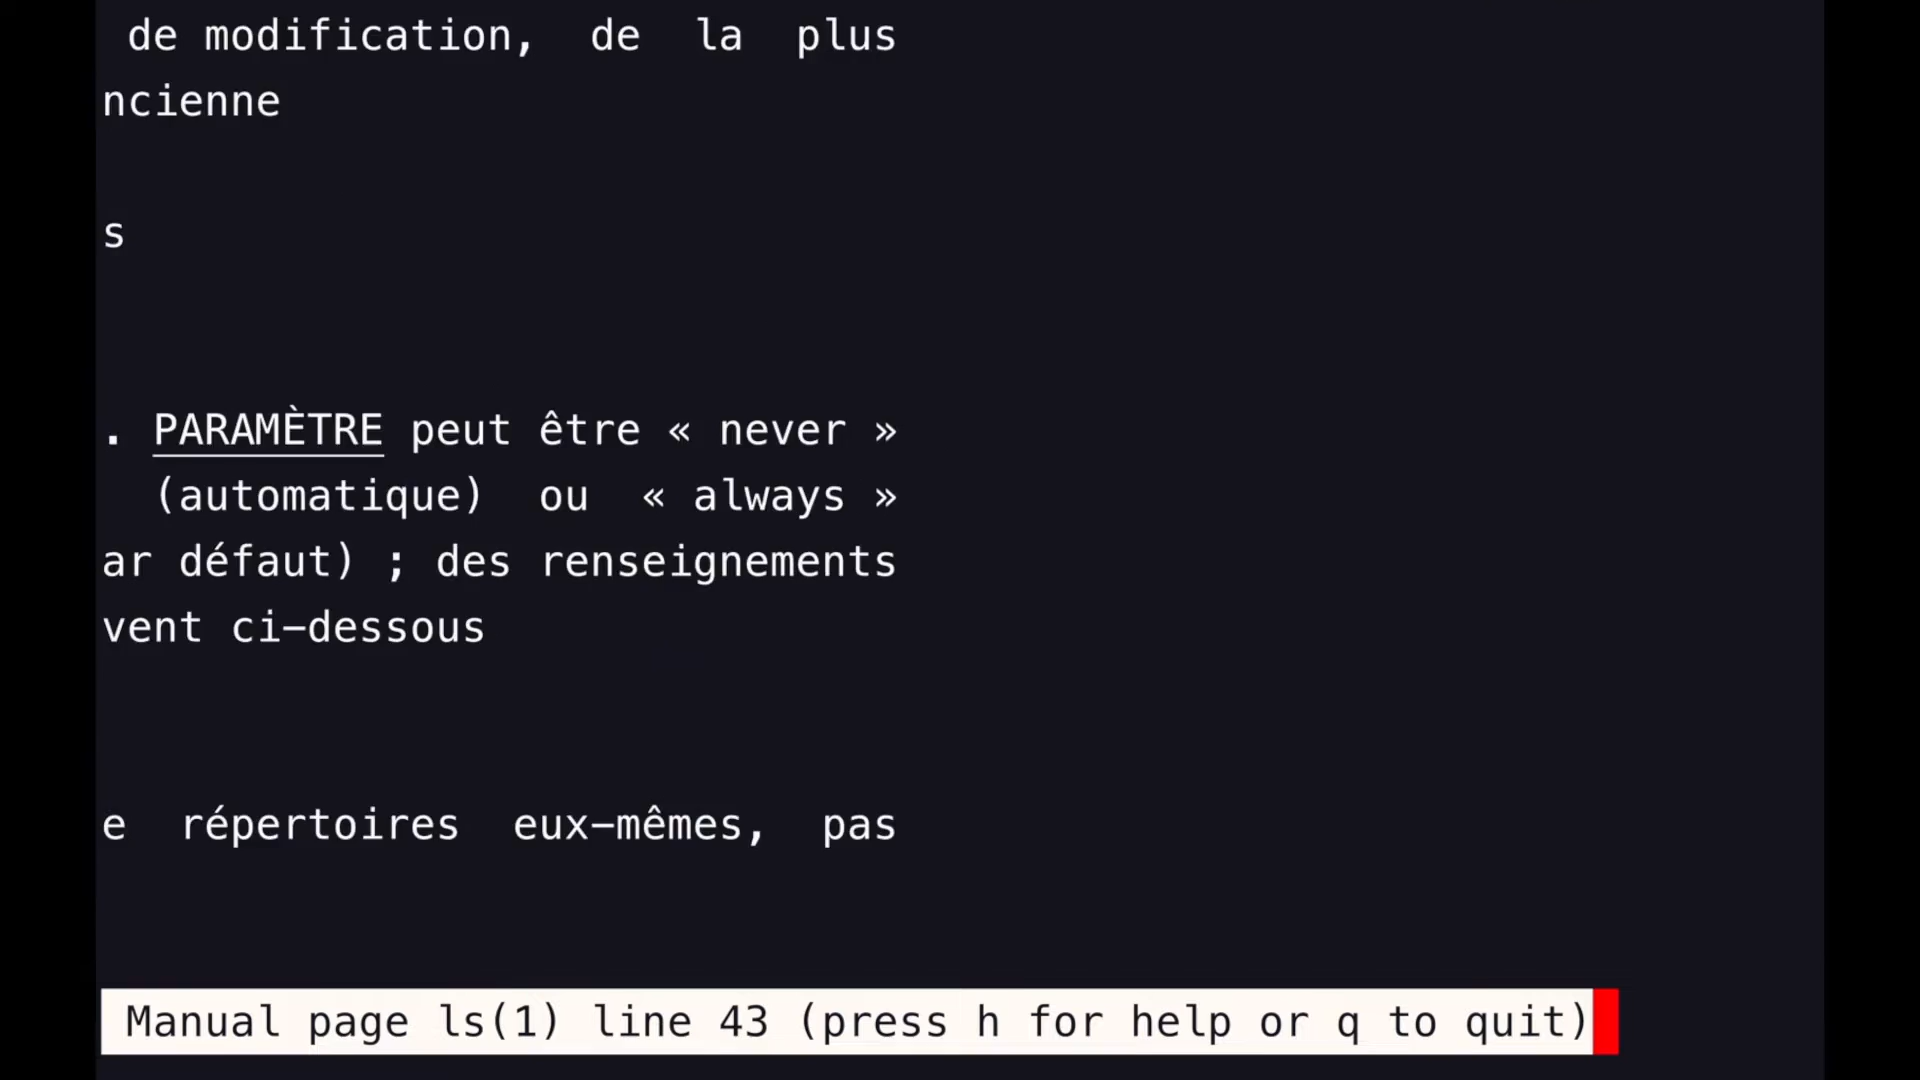 de modification, de la plus
ncienne
s
. PARAMÈTRE peut être « never »
(automatique) ou « always »
ar défaut) ; des renseignements
vent ci-dessous
e répertoires eux-mêmes, pas
Manual page ls(1) line 43 (press h for help or q to quit)